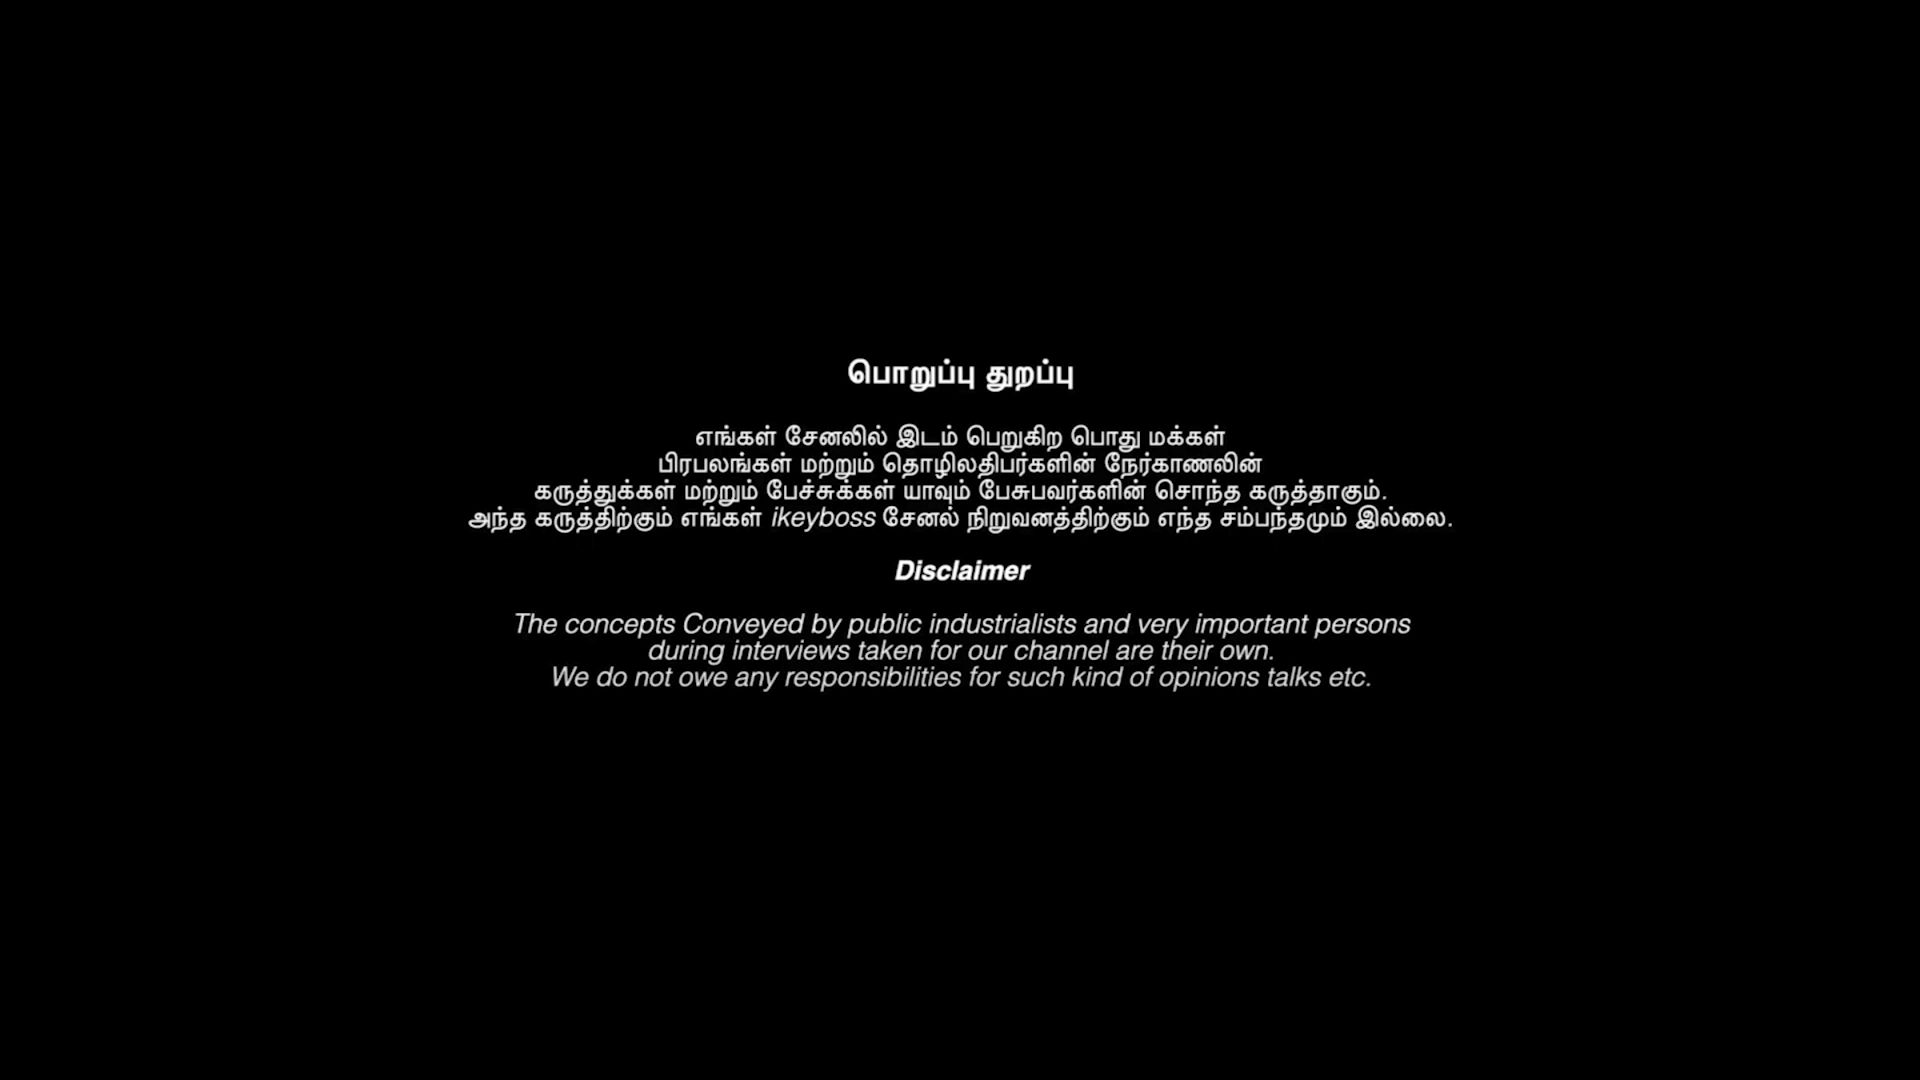 பொறுப்பு துறப்பு
எங்கள் சேனலில் இடம் பெறுகிற பொது மக்கள்
பிரபலங்கள் மற்றும் தொழிலதிபர்களின் நேர்காணலின்
கருத்துக்கள் மற்றும் பேச்சுக்கள் யாவும் பேசுபவர்களின் சொந்த கருத்தாகும்.
அந்த கருத்திற்கும் எங்கள் ikeyboss சேனல் நிறுவனத்திற்கும் எந்த சம்பந்தமும் இல்லை.
Disclaimer
The concepts Conveyed by public industrialists and very important persons
during interviews taken for our channel are their own.
We do not owe any responsibilities for such kind of opinions talks etc.